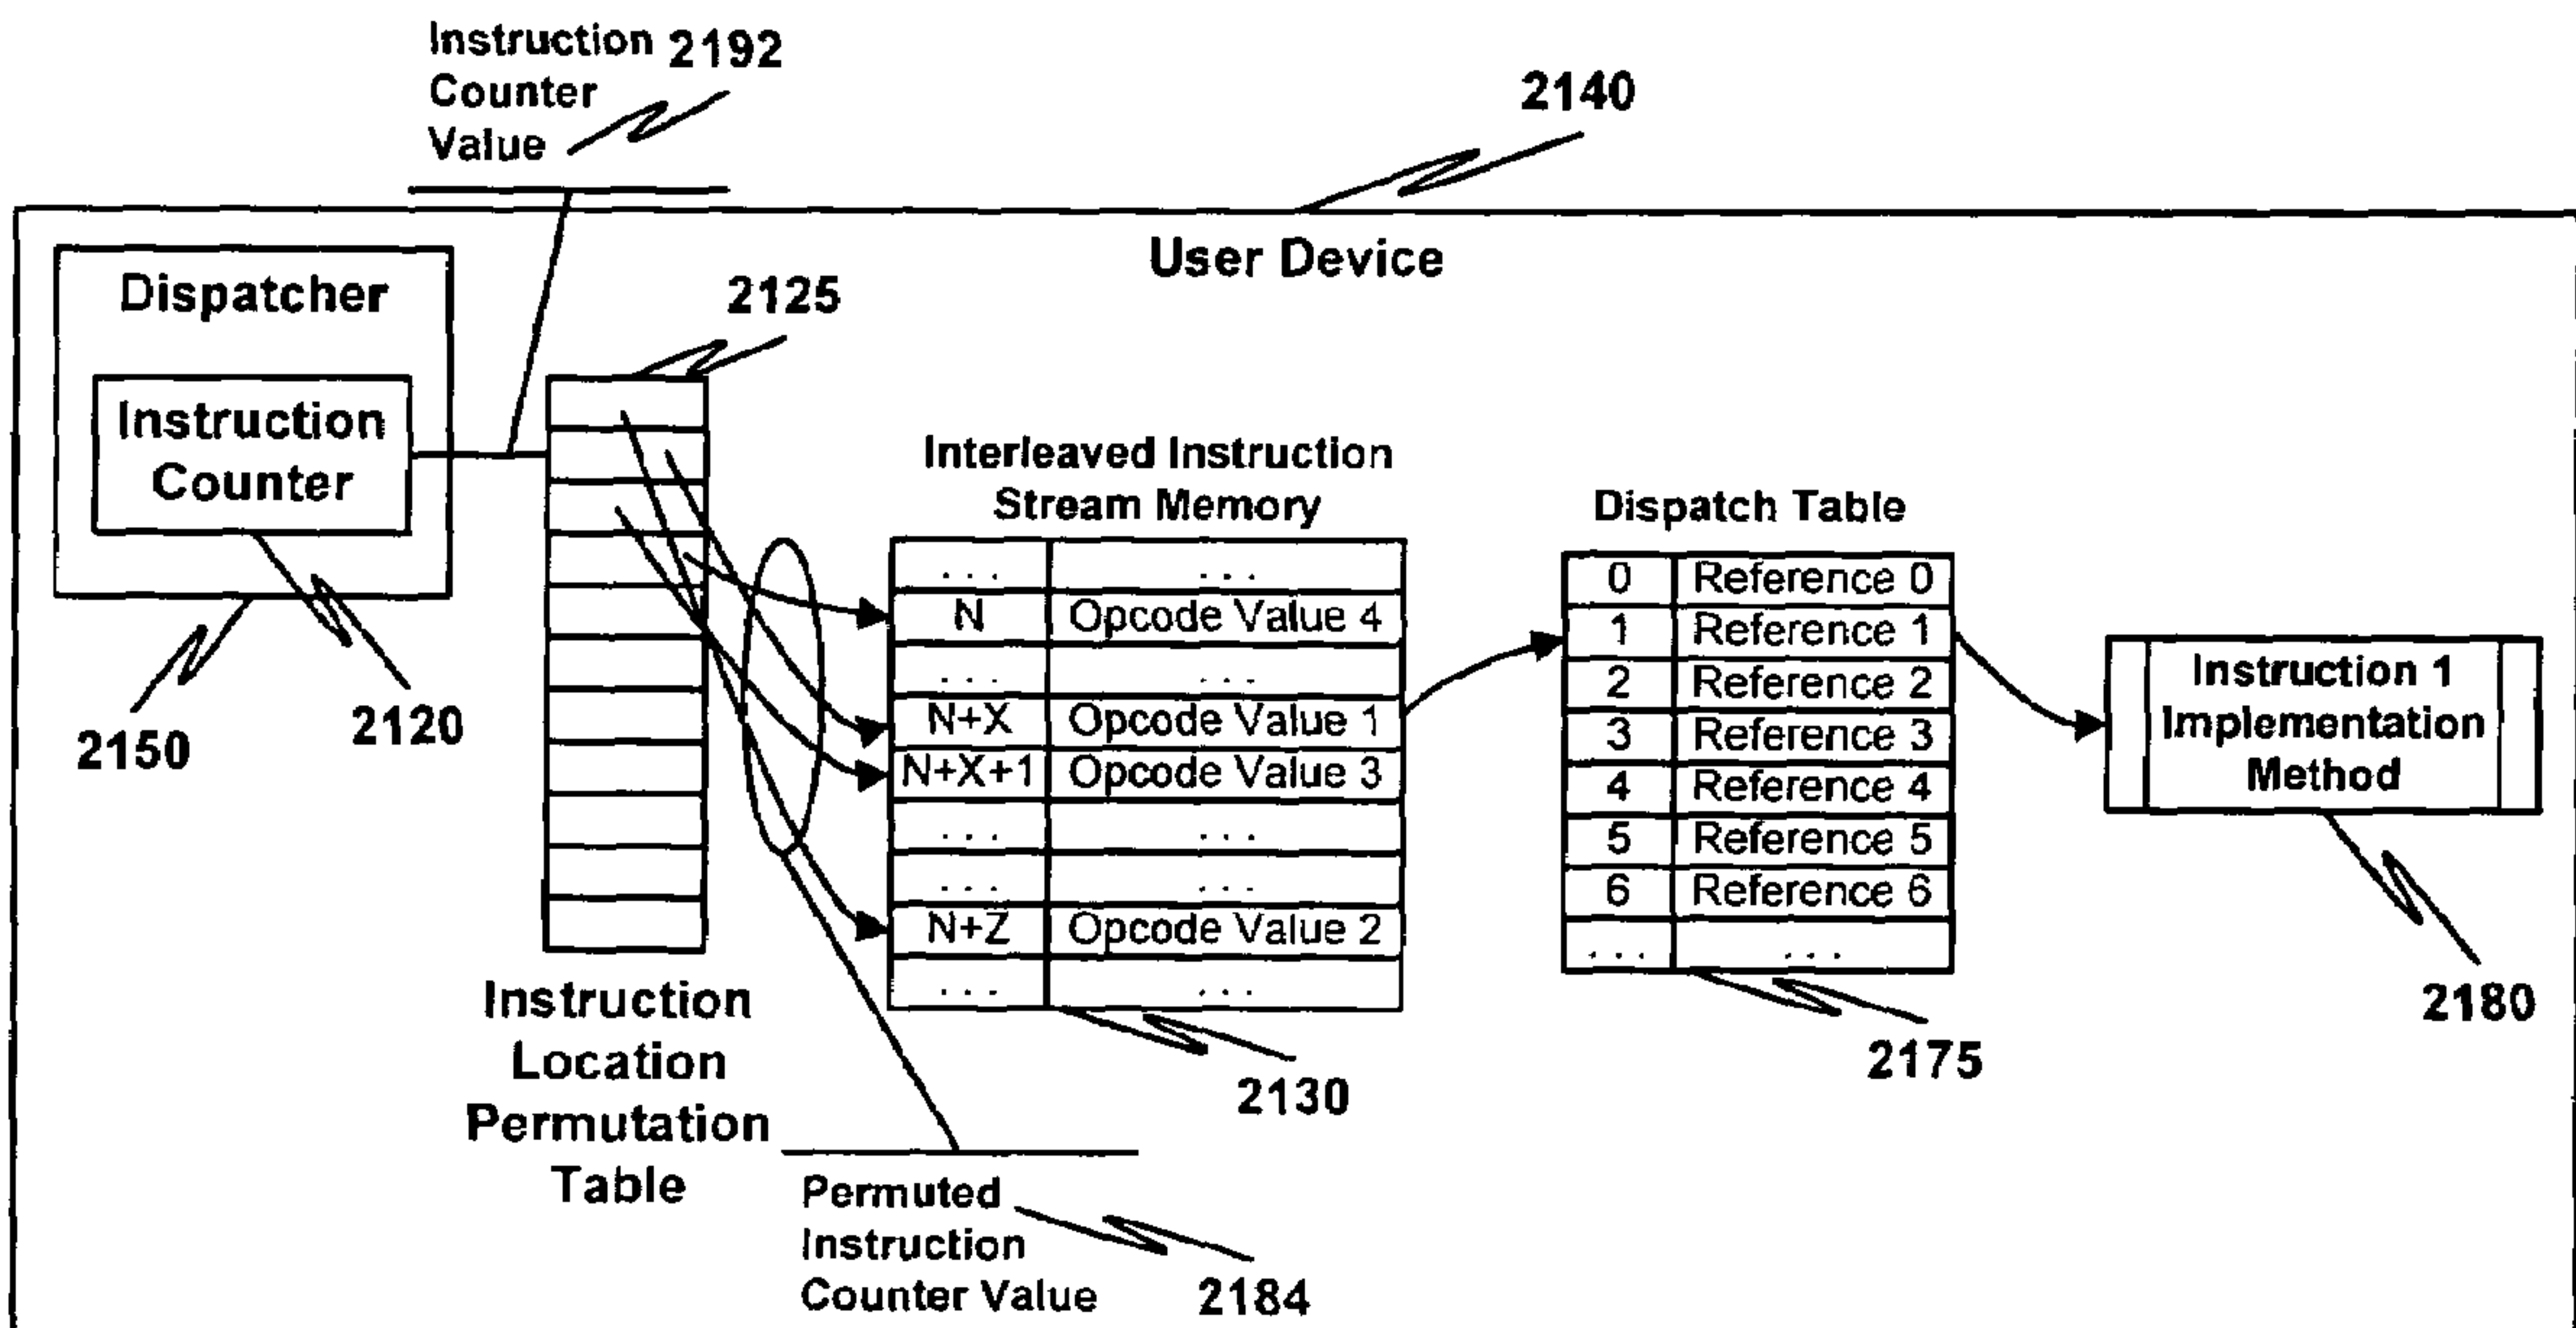 Instruction 2192
Counter
Value
2140
User Device
Dispatcher
2125
Instruction
Counter
Interleaved Instruction
Stream Memory
Dispatch Table
. . . . . .
N Opcode Value 4
. . . . . .
N+X Opcode Value 1
N+X+1 Opcode Value 3
. . . . . .
. . . . . .
N+Z Opcode Value 2
. . . . . .
0 Reference 0
1 Reference 1
2 Reference 2
3 Reference 3
4 Reference 4
5 Reference 5
6 Reference 6
. . . . . .
Instruction 1
Implementation
Method
2150
2120
Instruction
Location
Permutation
Table
2130
2175
2180
Permuted
Instruction
Counter Value
2184